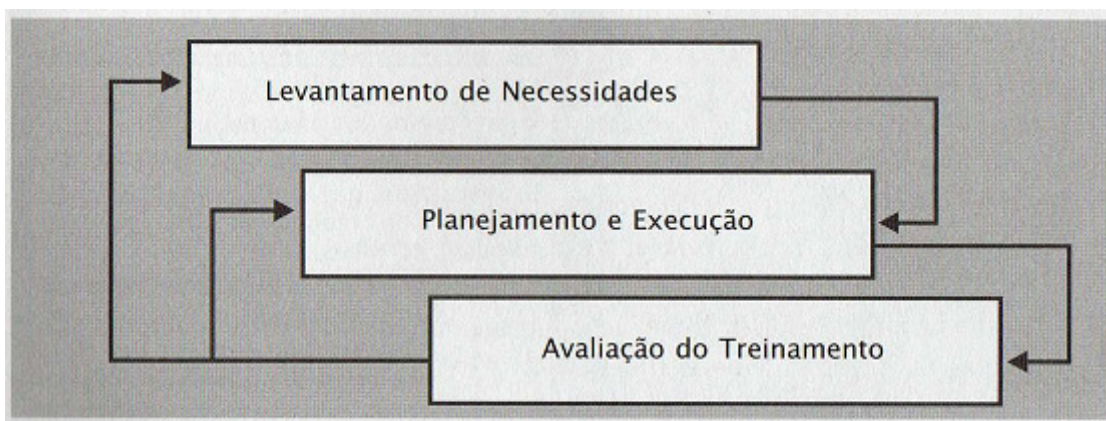 Levantamento de Necessidades
Planejamento e Execução
Avaliação do Treinamento